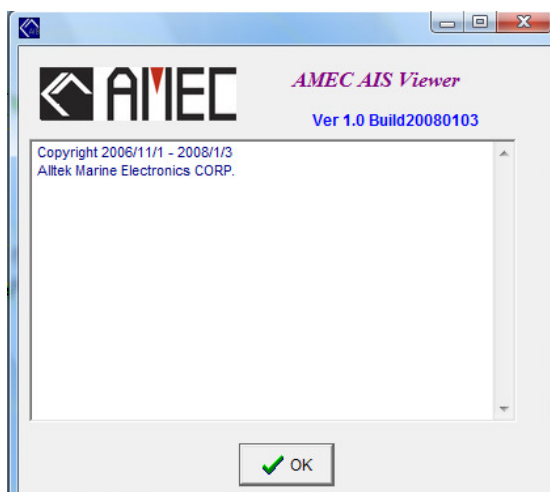 AMEC
AMEC AIS Viewer
Ver 1.0 Build20080103
Copyright 2006/11/1 - 2008/1/3
Alltek Marine Electronics CORP.
OK